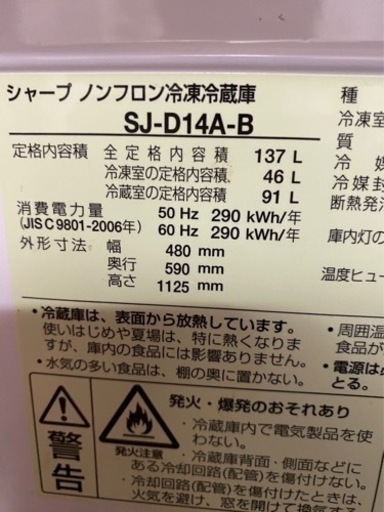 シャープ ノンフロン冷凍冷蔵庫
SJ-D14A-B
定格内容積 全定格内容積 137 L
冷凍室の定格内容積 46 L
冷蔵室の定格内容積 91 L
消費電力量 50 Hz 290 kWh/年
(JIS C 9801-2006年) 60 Hz 290 kWh/年
外形寸法 幅 480 mm
奥行 590 mm
高さ 1125 mm
種
冷凍室
質
冷 媒
冷媒封
断熱発泡
庫内灯の
温度ヒュー
• 冷蔵庫は、表面から放熱しています。
使いはじめや夏場は、特に熱くなりま
すが、庫内の食品には影響ありません。
• 水気の多い食品は、棚の奥に置かない。
• 周囲温
食品が
• 電源は必
とる。
警告
発火注意
発火・爆発のおそれあり
• 冷蔵庫内で電気製品を使
わない。
• 冷蔵庫背面・側面などに
ある冷却回路(配管)を傷付け
• 冷却回路(配管)を傷付けたときは、
火気を避け、窓を開けて換気